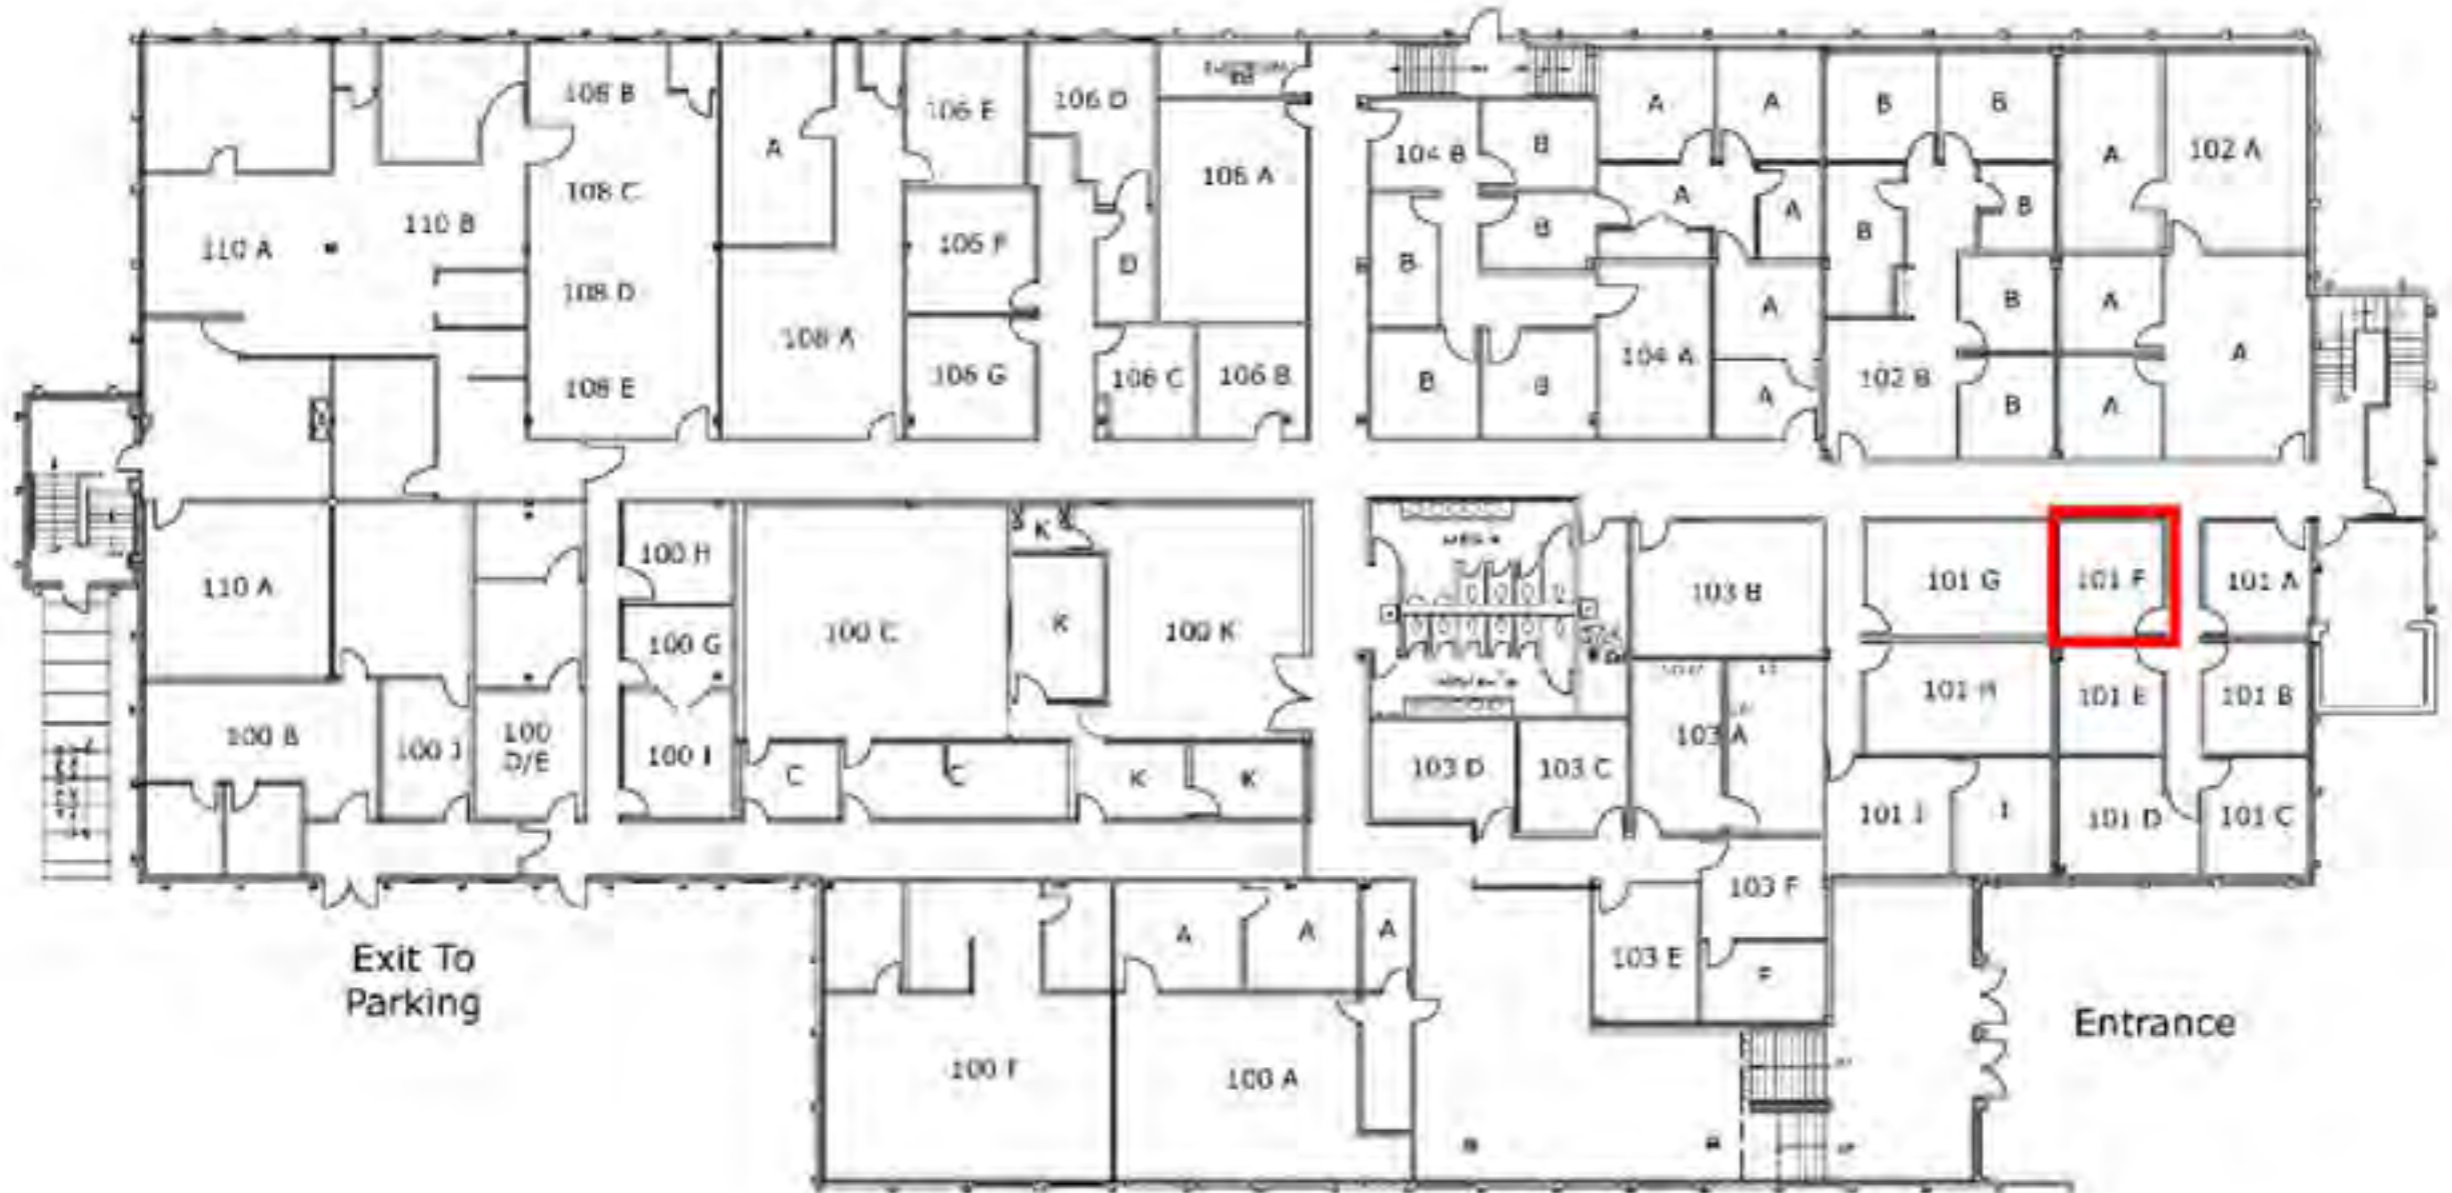 108 B
106 E
106 D
A
A
B
B
A
104 B
B
A
102 A
106 A
108 C
110 B
110 A
106 F
D
B
B
A
A
B
B
108 D
A
B
A
A
108 A
104 A
108 E
106 G
106 C
106 B
B
B
A
102 B
B
A
K
100 H
110 A
103 B
101 G
101 F
101 A
100 G
100 C
K
100 K
101 H
101 E
101 B
100 B
100 J
100
D/E
100 I
C
C
K
K
103 D
103 C
103 A
101 J
101 D
101 C
103 F
A
A
A
103 E
F
Exit To
Parking
100 F
100 A
Entrance